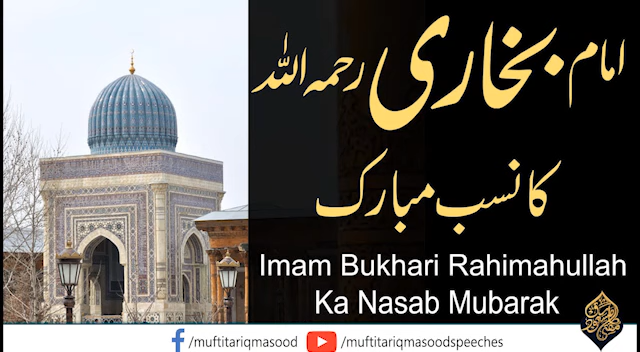 امام بخاری رحمہ اللہ
کا نسب مبارک
Imam Bukhari Rahimahullah
Ka Nasab Mubarak
/muftitariqmasood /muftitariqmasoodspeeches